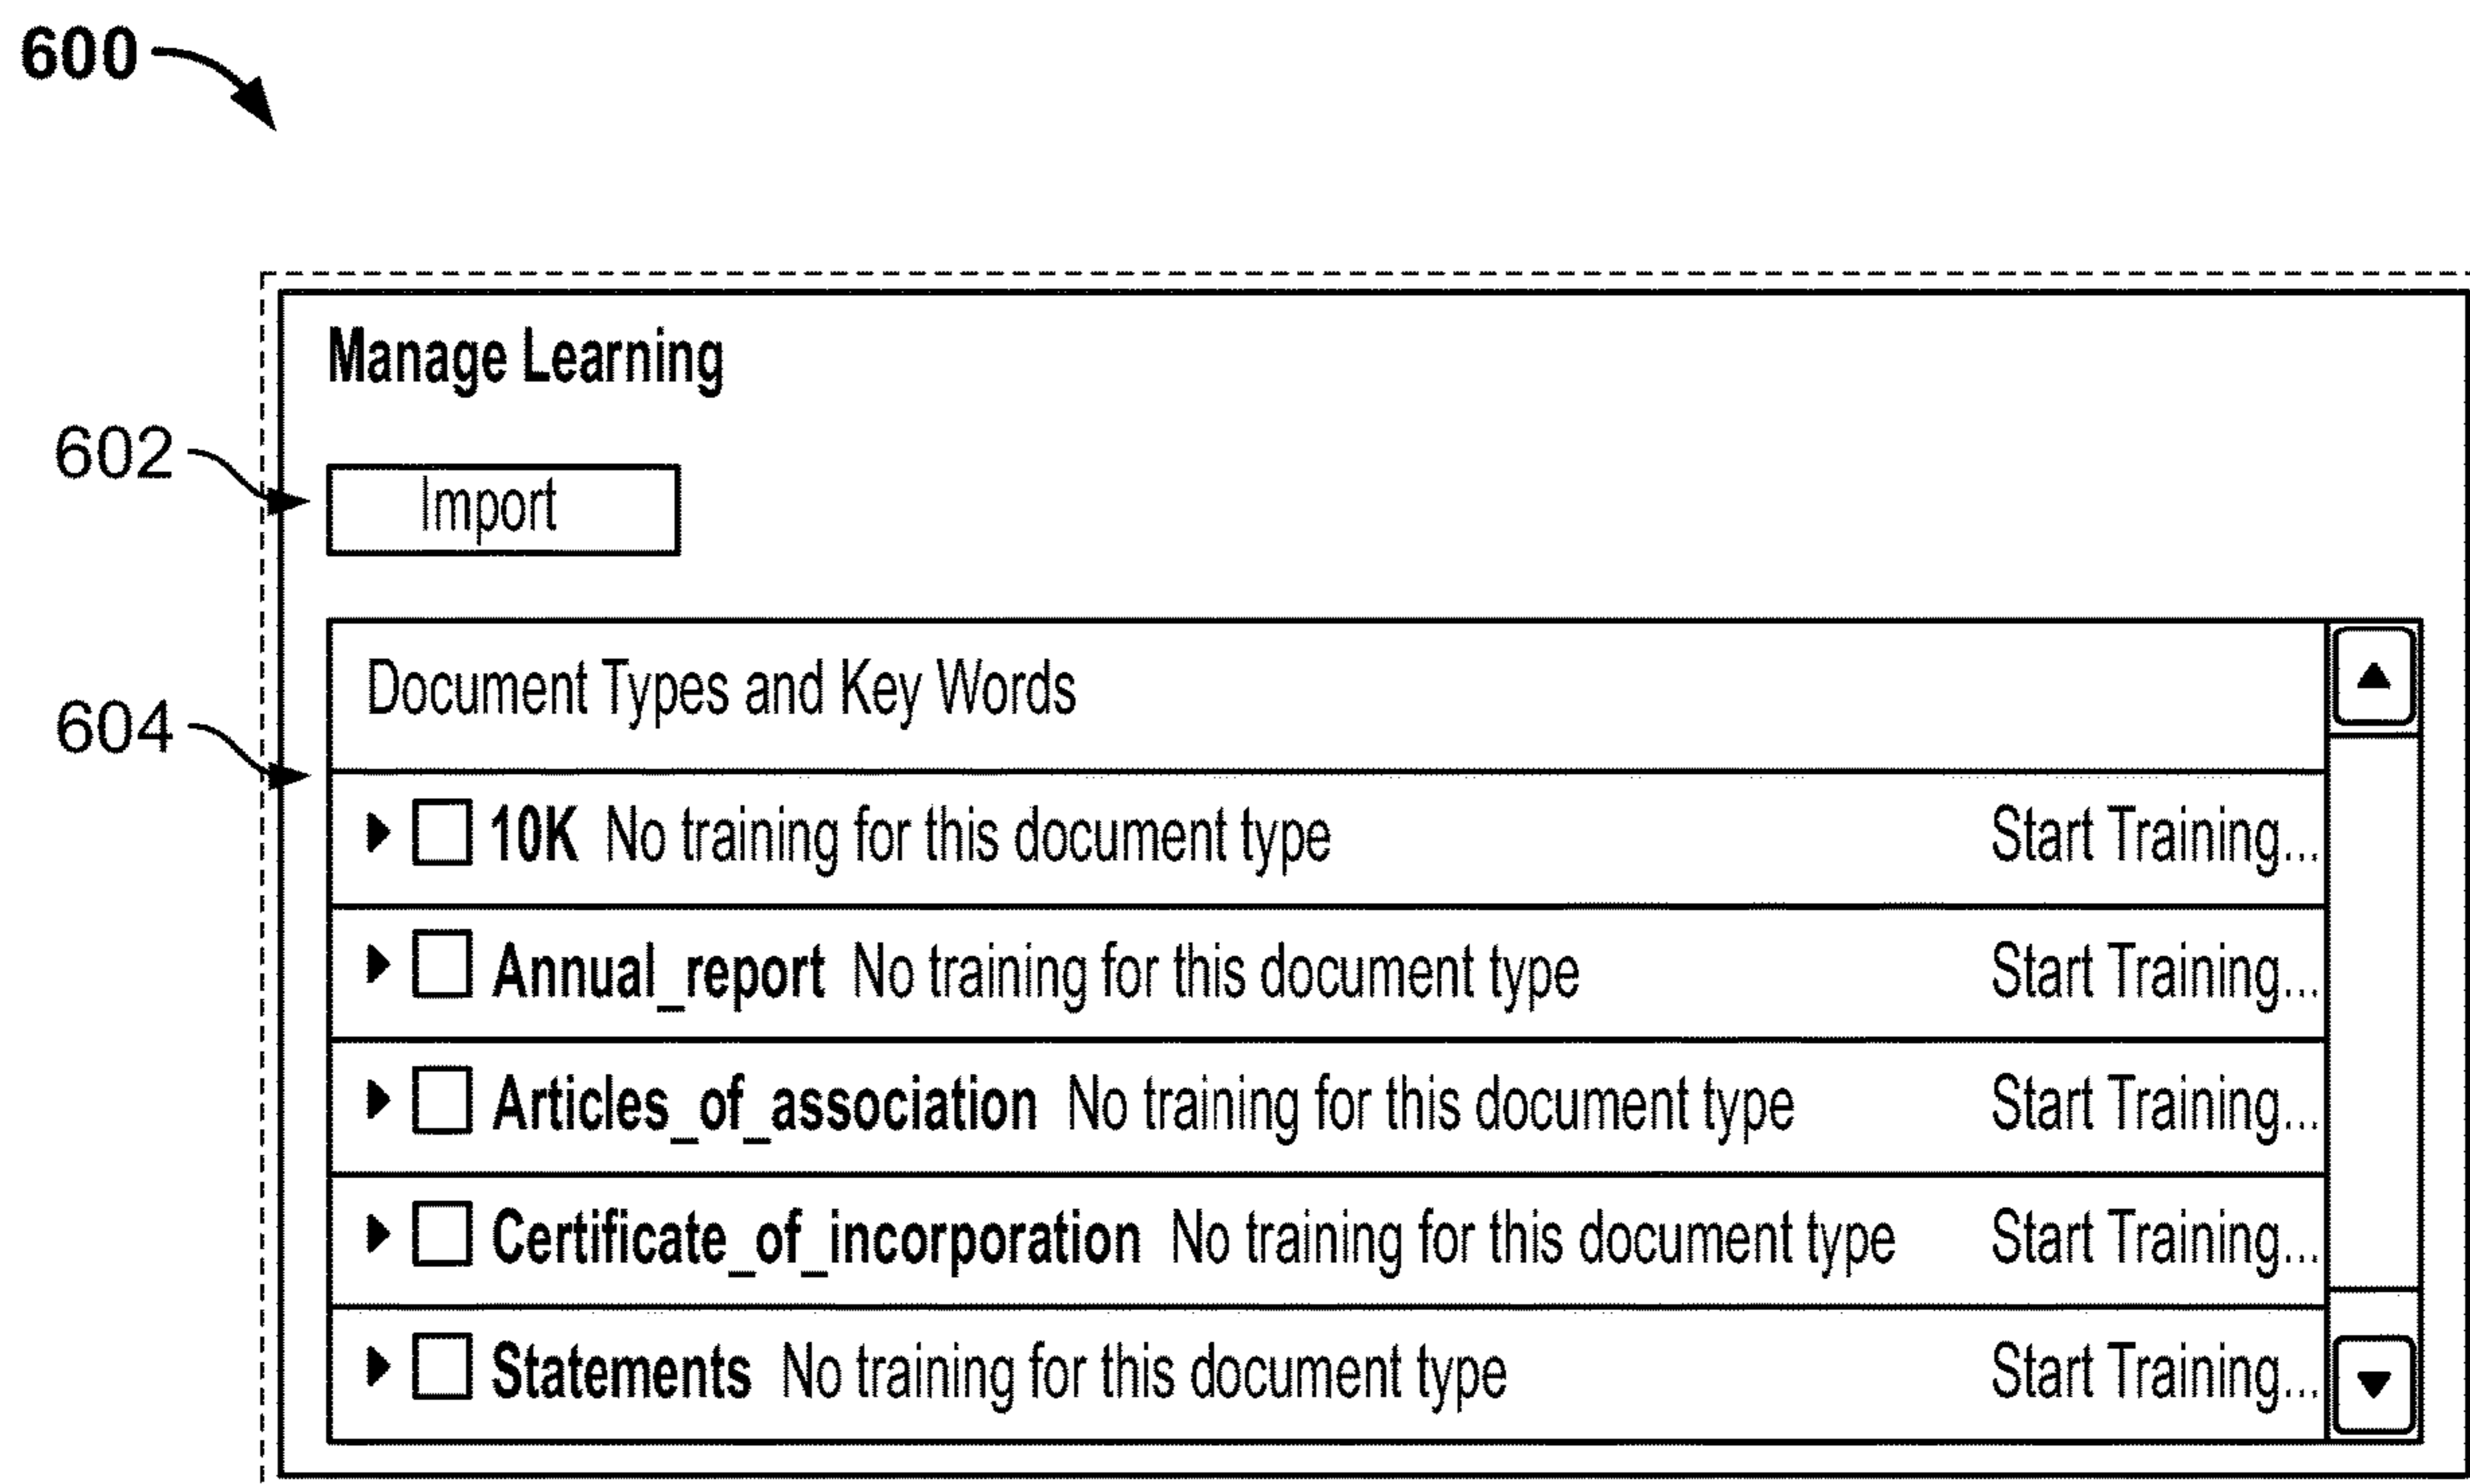 600
Manage Learning
602
Import
Document Types and Key Words
604
10K No training for this document type Start Training...
Annual_report No training for this document type Start Training...
Articles_of_association No training for this document type Start Training...
Certificate_of_incorporation No training for this document type Start Training...
Statements No training for this document type Start Training...